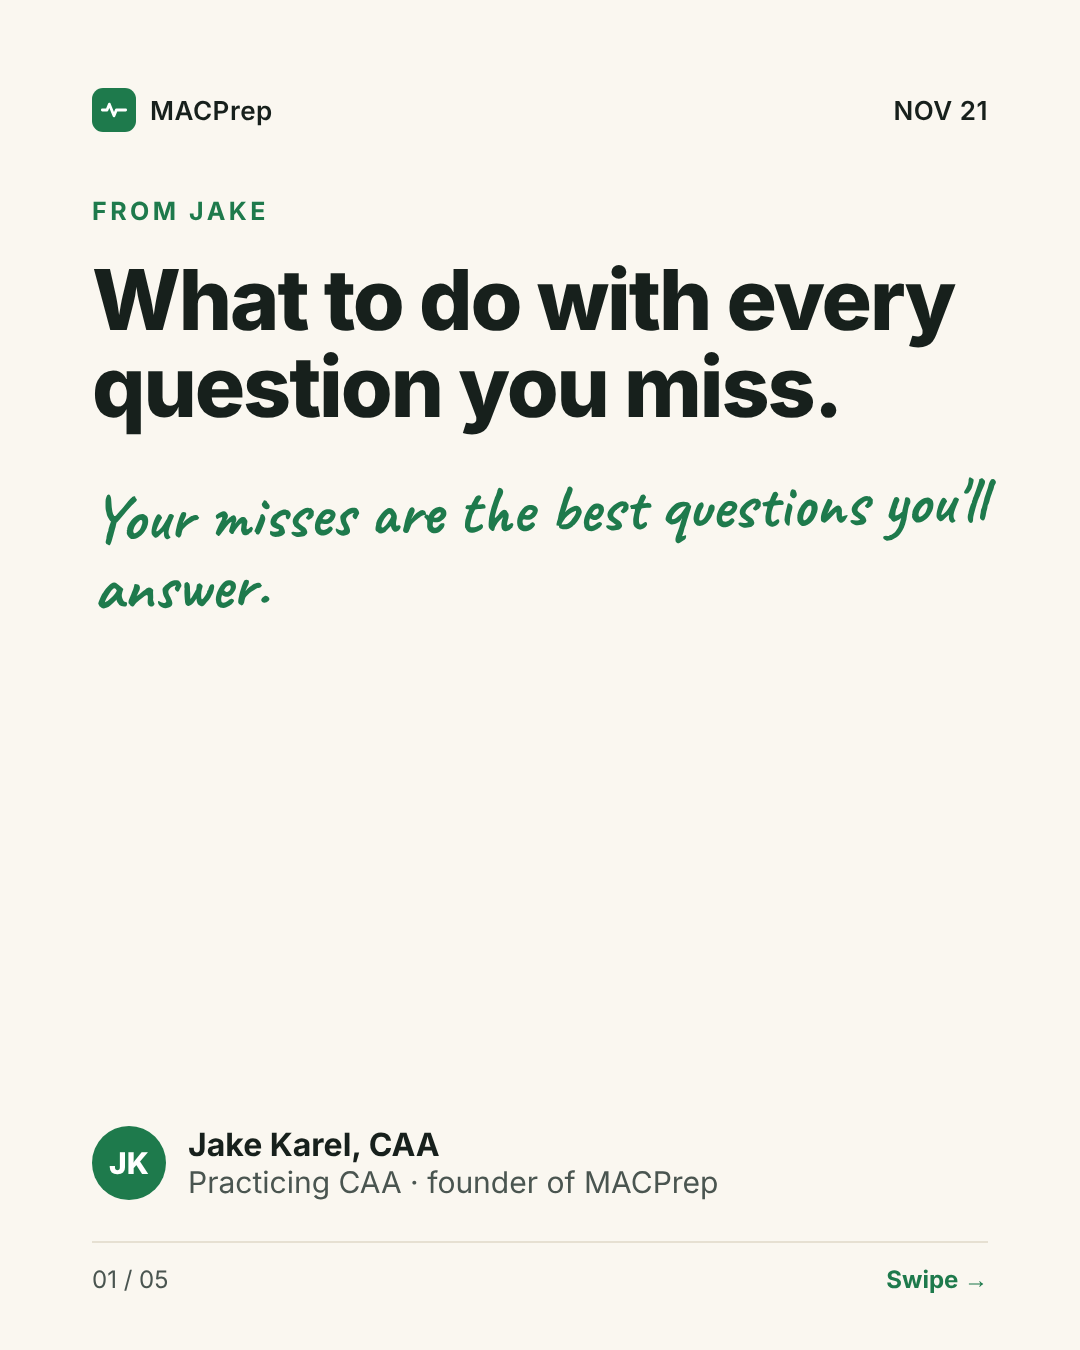 MACPrep
NOV 21
FROM JAKE
What to do with every
question you miss.
Your misses are the best questions you'll
answer.
JK
Jake Karel, CAA
Practicing CAA · founder of MACPrep
01 / 05
Swipe →